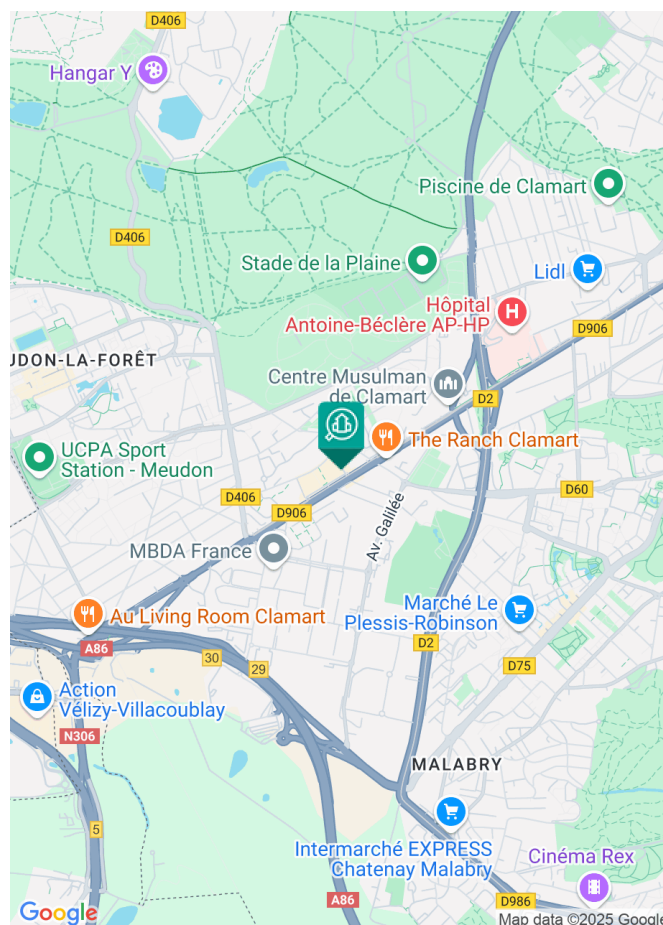 D406
Hangar Y
Piscine de Clamart
D406
Stade de la Plaine
Lidl
Hôpital
Antoine-Béclère AP-HP
D906
UDON-LA-FORÊT
Centre Musulman
de Clamart
D2
The Ranch Clamart
UCPA Sport
Station - Meudon
D406
D60
D906
Av. Galilée
MBDA France
Au Living Room Clamart
Marché Le
Plessis-Robinson
A86
30
29
D2
D75
Action
Vélizy-Villacoublay
N306
MALABRY
5
Intermarché EXPRESS
Chatenay Malabry
Cinéma Rex
A86
D986
Google
Map data ©2025 Google